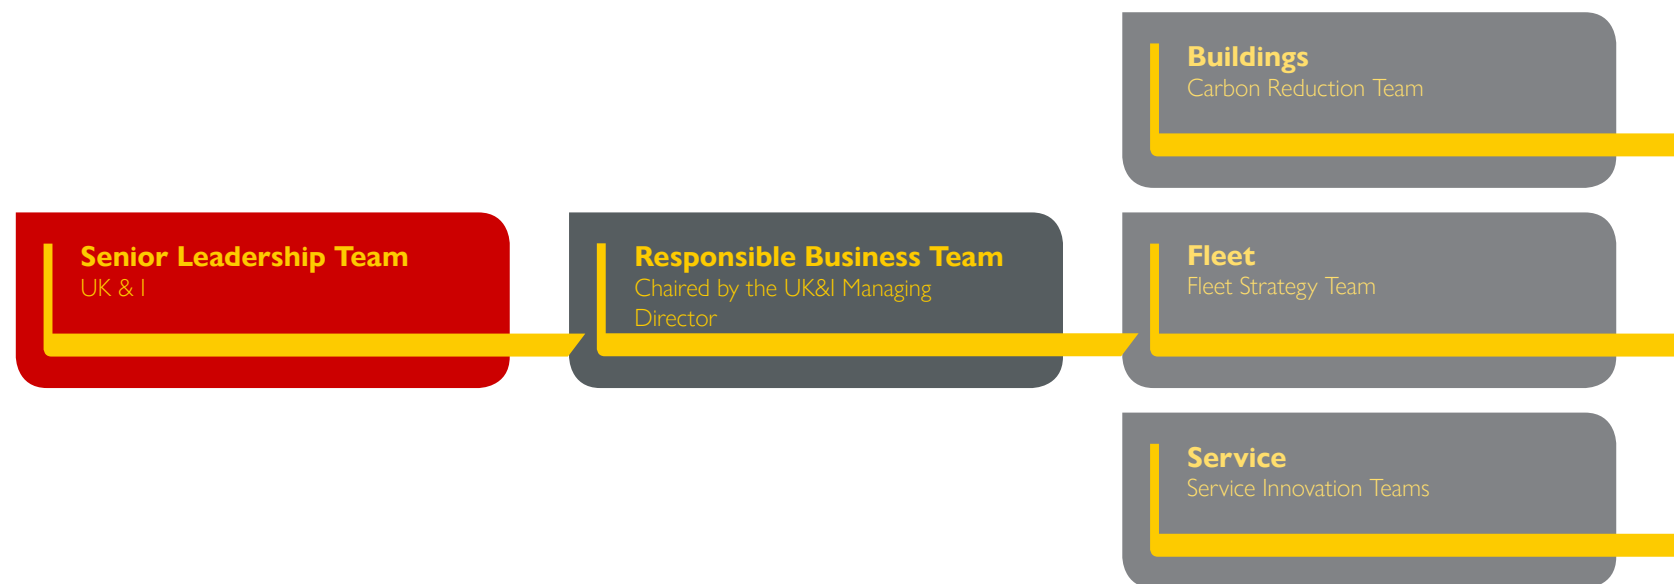 Buildings
Carbon Reduction Team
Senior Leadership Team
UK & I
Responsible Business Team
Chaired by the UK&I Managing
Director
Fleet
Fleet Strategy Team
Service
Service Innovation Teams